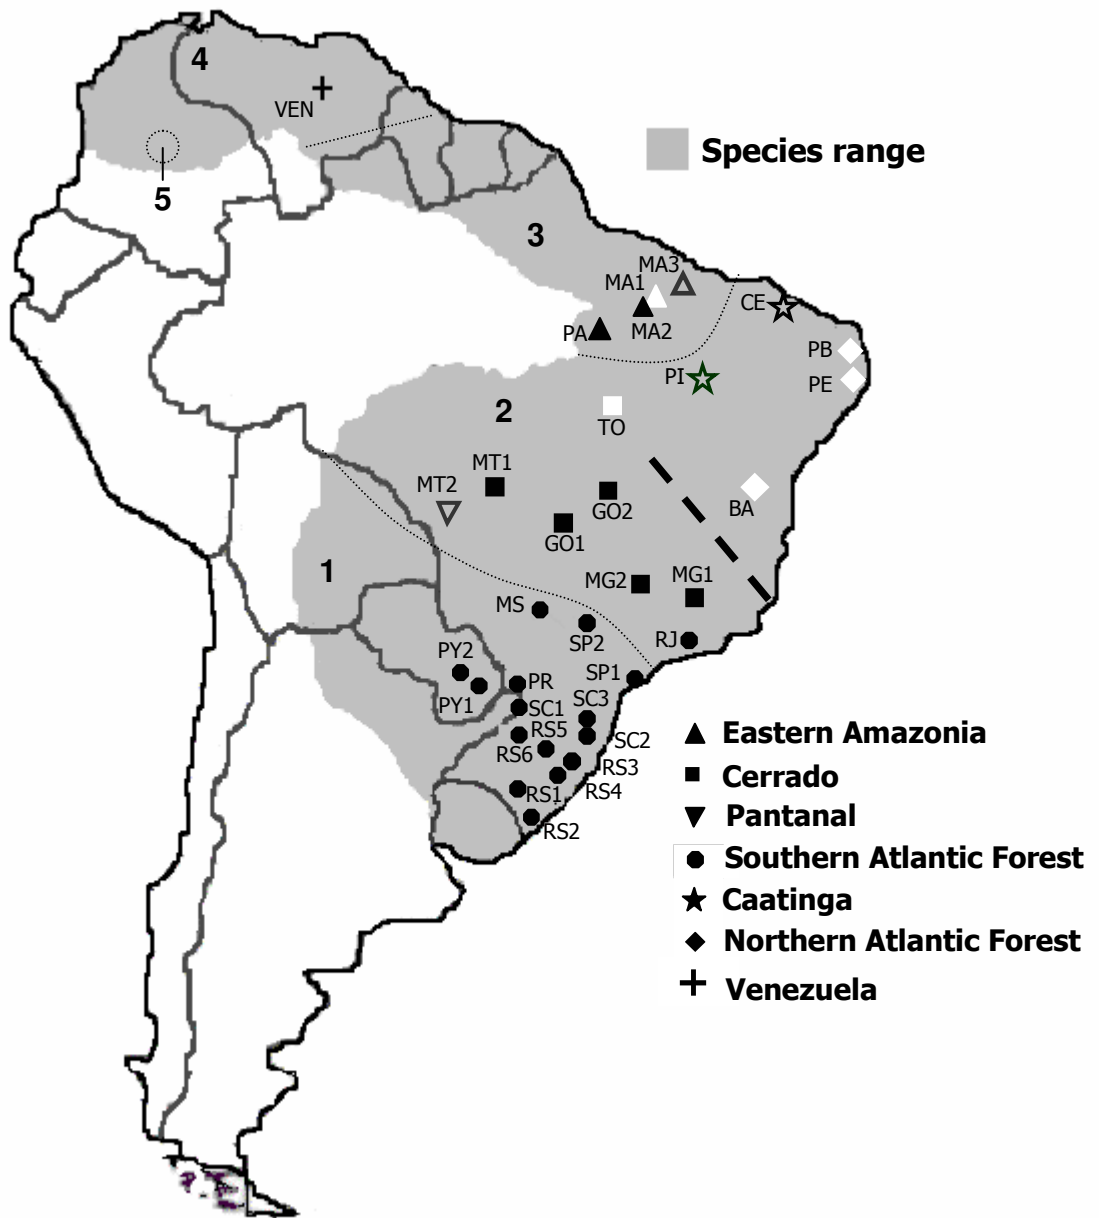 4
VEN
5
Species range
3
MA3
MA1
CE
PA
MA2
PB
PI
PE
2
TO
MT1
MT2
BA
GO2
GO1
1
MG2
MG1
MS
SP2
RJ
PY2
SP1
PR
PY1
SC3
SC1
RS5
SC2
RS6
RS3
RS1
RS4
RS2
Eastern Amazonia
Cerrado
Pantanal
Southern Atlantic Forest
Caatinga
Northern Atlantic Forest
Venezuela